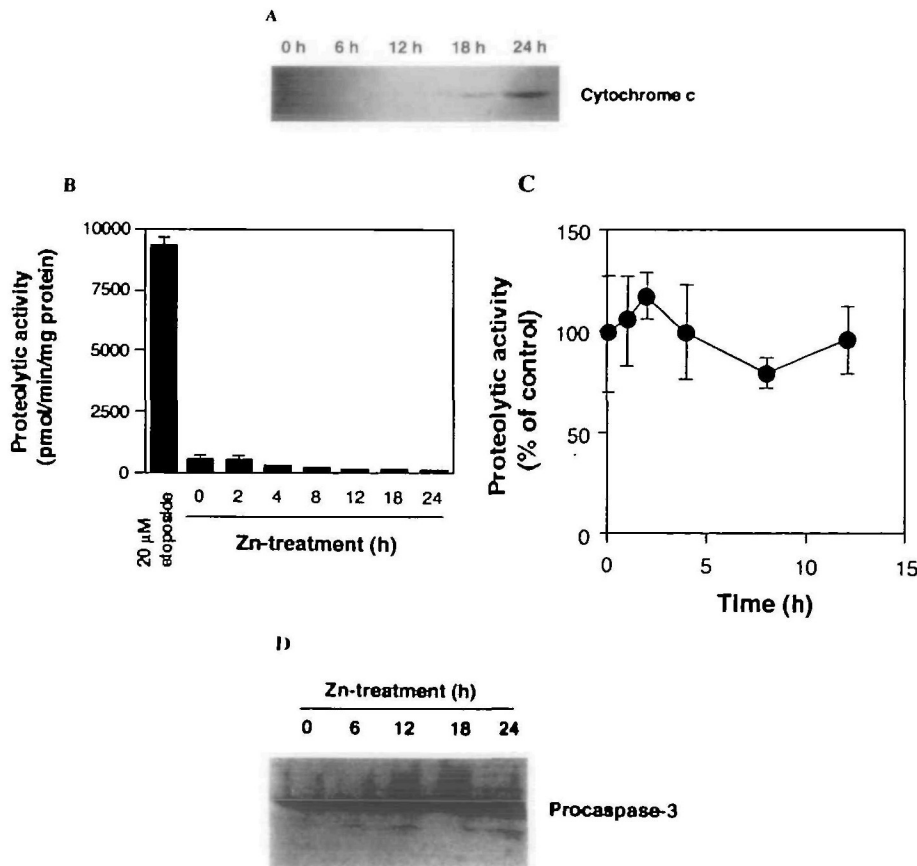 A
0 h 6 h 12 h 18 h 24 h
Cytochrome c
B
Proteolytic activity
(pmol/min/mg protein)
10000
7500
5000
2500
0
20 µM
etoposide
0 2 4 8 12 18 24
Zn-treatment (h)
C
Proteolytic activity
(% of control)
150
100
50
0
0 5 10 15
Time (h)
D
Zn-treatment (h)
0 6 12 18 24
Procaspase-3